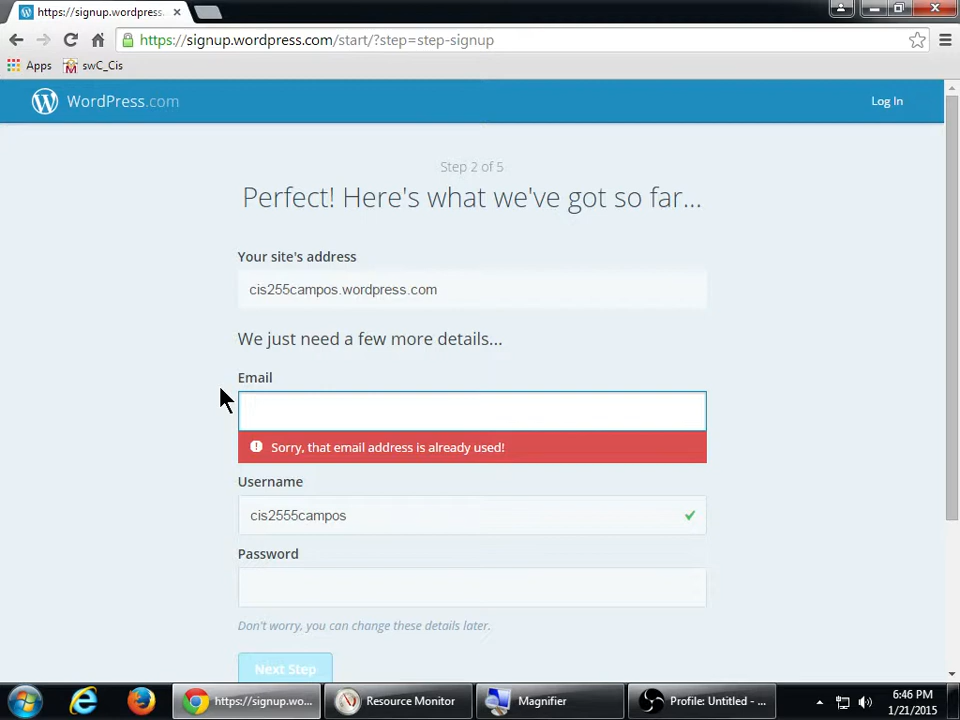 https://signup.wordpress.
https://signup.wordpress.com/start/?step=step-signup
Apps swC_Cis
WordPress.com Log In
Step 2 of 5
Perfect! Here's what we've got so far...
Your site's address
cis255campos.wordpress.com
We just need a few more details...
Email
Sorry, that email address is already used!
Username
cis2555campos
Password
Don't worry, you can change these details later.
Next Step
https://signup.wo... Resource Monitor Magnifier Profile: Untitled - ... 6:46 PM
1/21/2015